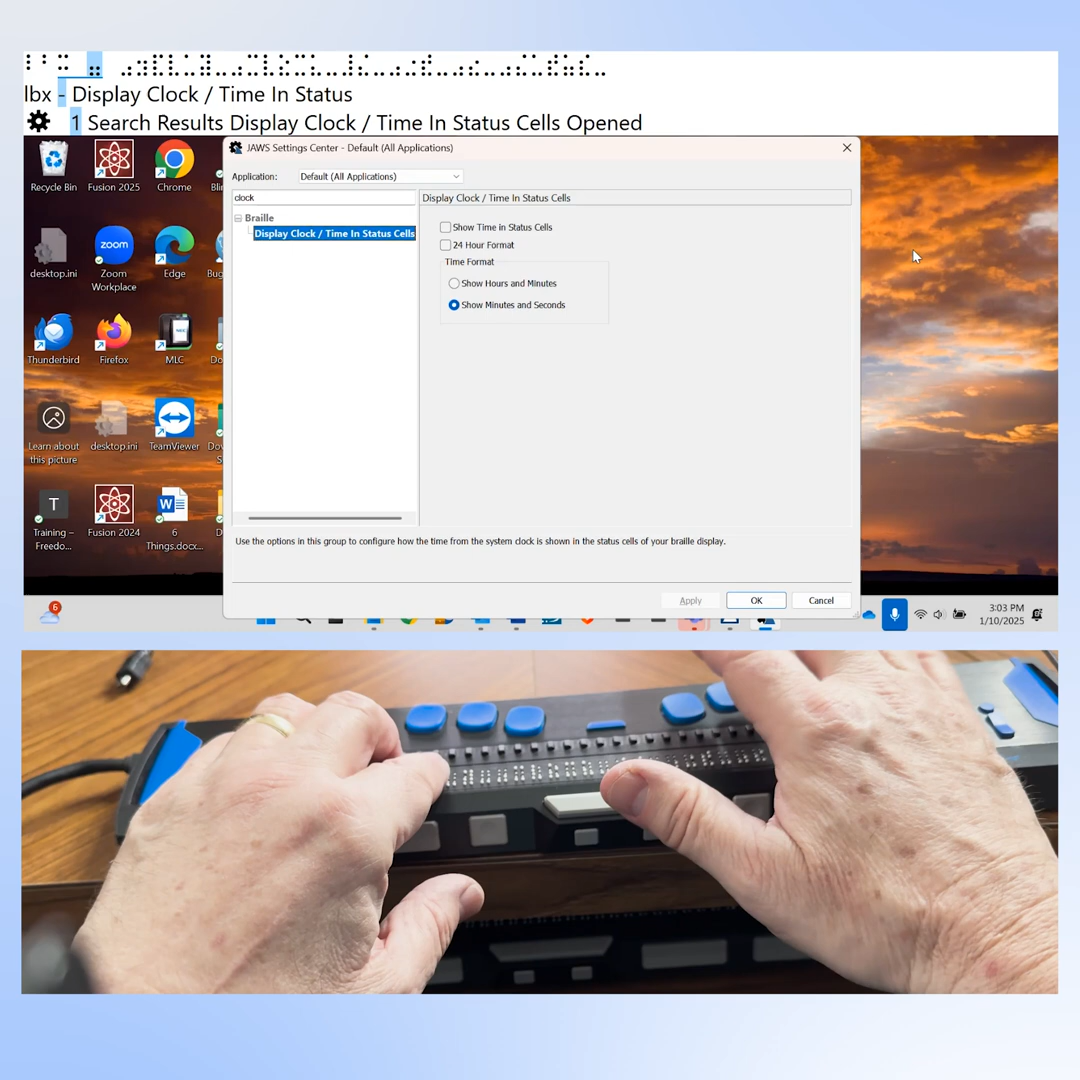 lbx - Display Clock / Time In Status
1 Search Results Display Clock / Time In Status Cells Opened
JAWS Settings Center - Default (All Applications)
Application: Default (All Applications)
clock
Display Clock / Time In Status Cells
Braille
Display Clock / Time In Status Cells
Show Time in Status Cells
24 Hour Format
Time Format
Show Hours and Minutes
Show Minutes and Seconds
Use the options in this group to configure how the time from the system clock is shown in the status cells of your braille display.
Apply OK Cancel
Recycle Bin Fusion 2025 Chrome
desktop.ini zoom Zoom Workplace Edge
Thunderbird Firefox MLC
Learn about this picture desktop.ini TeamViewer
T W
Training – Freedo... Fusion 2024 6 Things.docx...
6
3:03 PM
1/10/2025